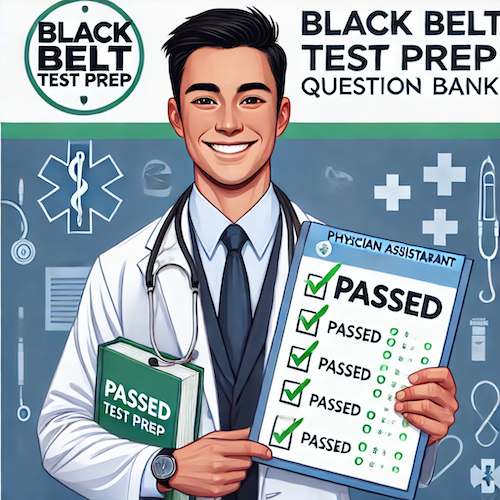 BLACK
BELT
TEST PREP
BLACK BELT
TEST PREP
QUESTION BANK
PHYSICIAN ASSISTARANT
PASSED
PASSED
PASSED
PASSED
PASSED
PASSED
TEST PREP